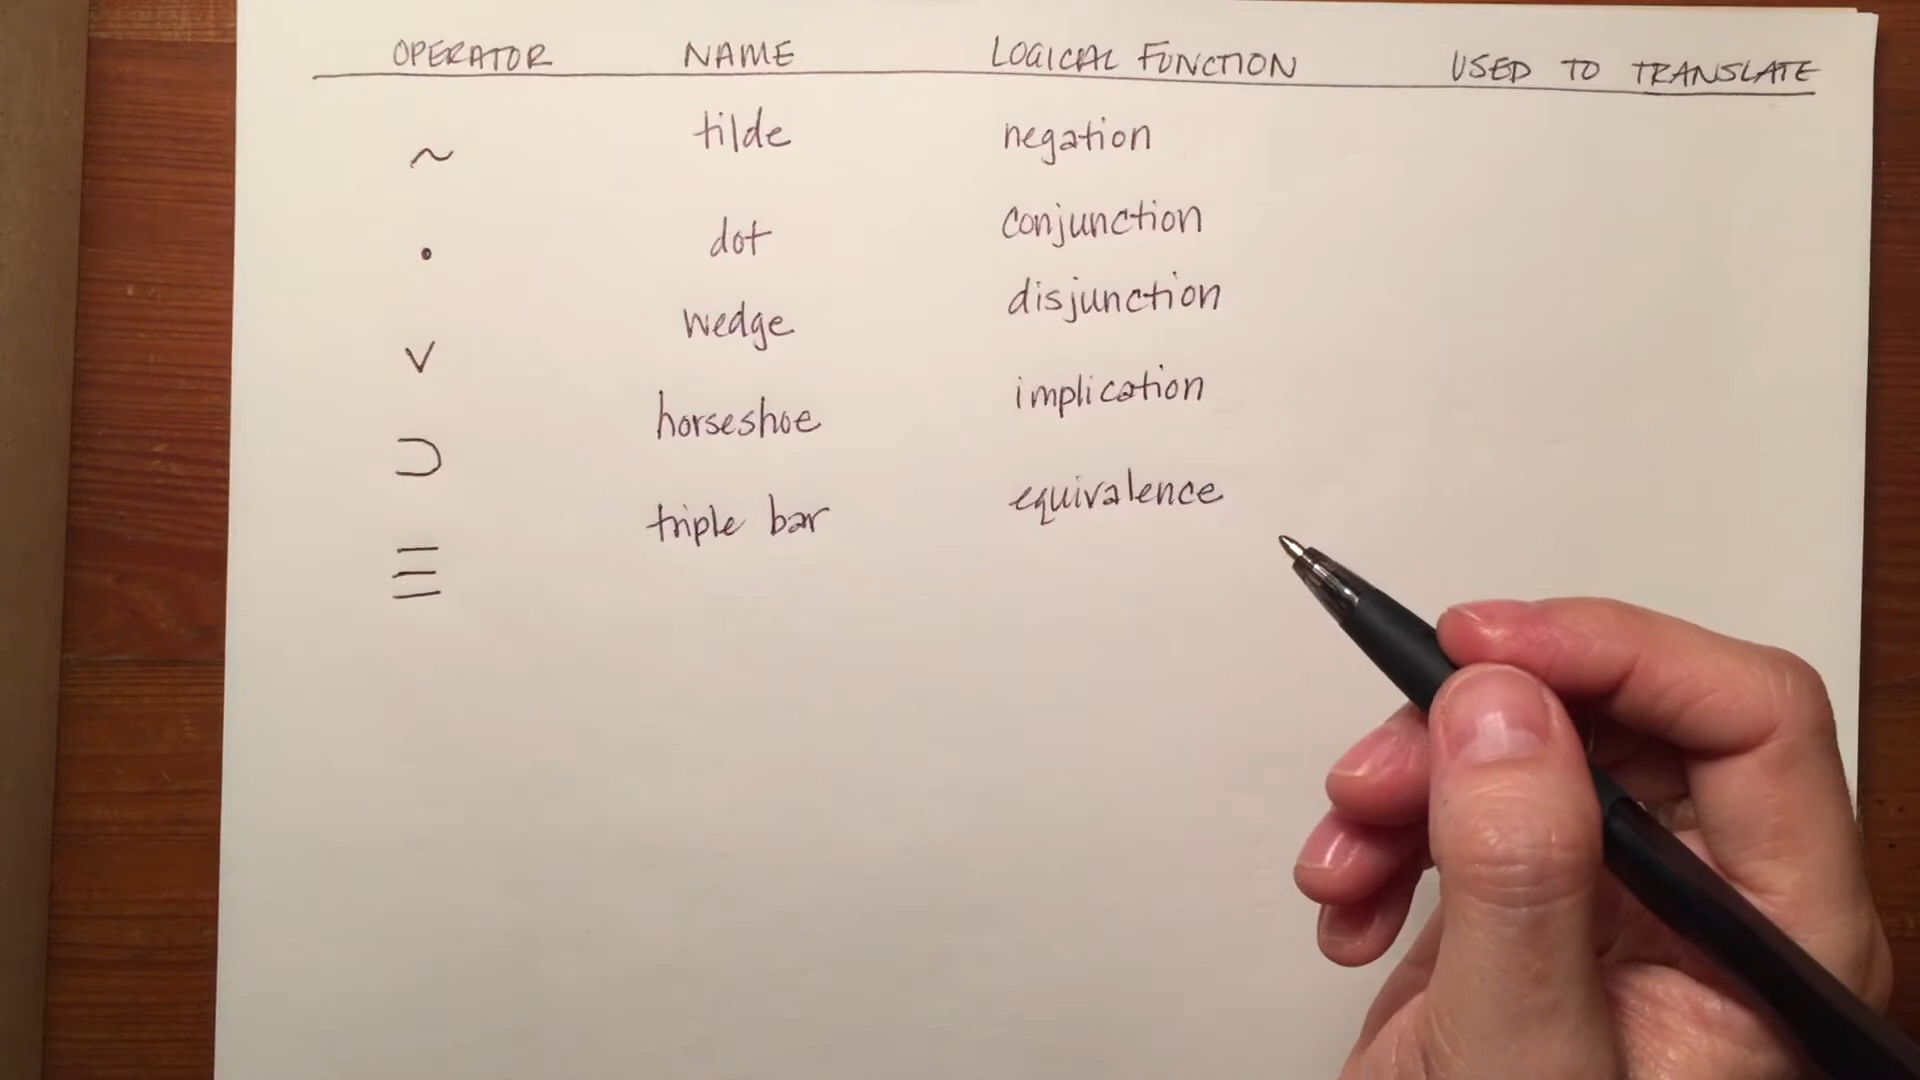 OPERATOR NAME LOGICAL FUNCTION USED TO TRANSLATE
~ tilde negation
• dot conjunction
∨ wedge disjunction
⊃ horseshoe implication
≡ triple bar equivalence